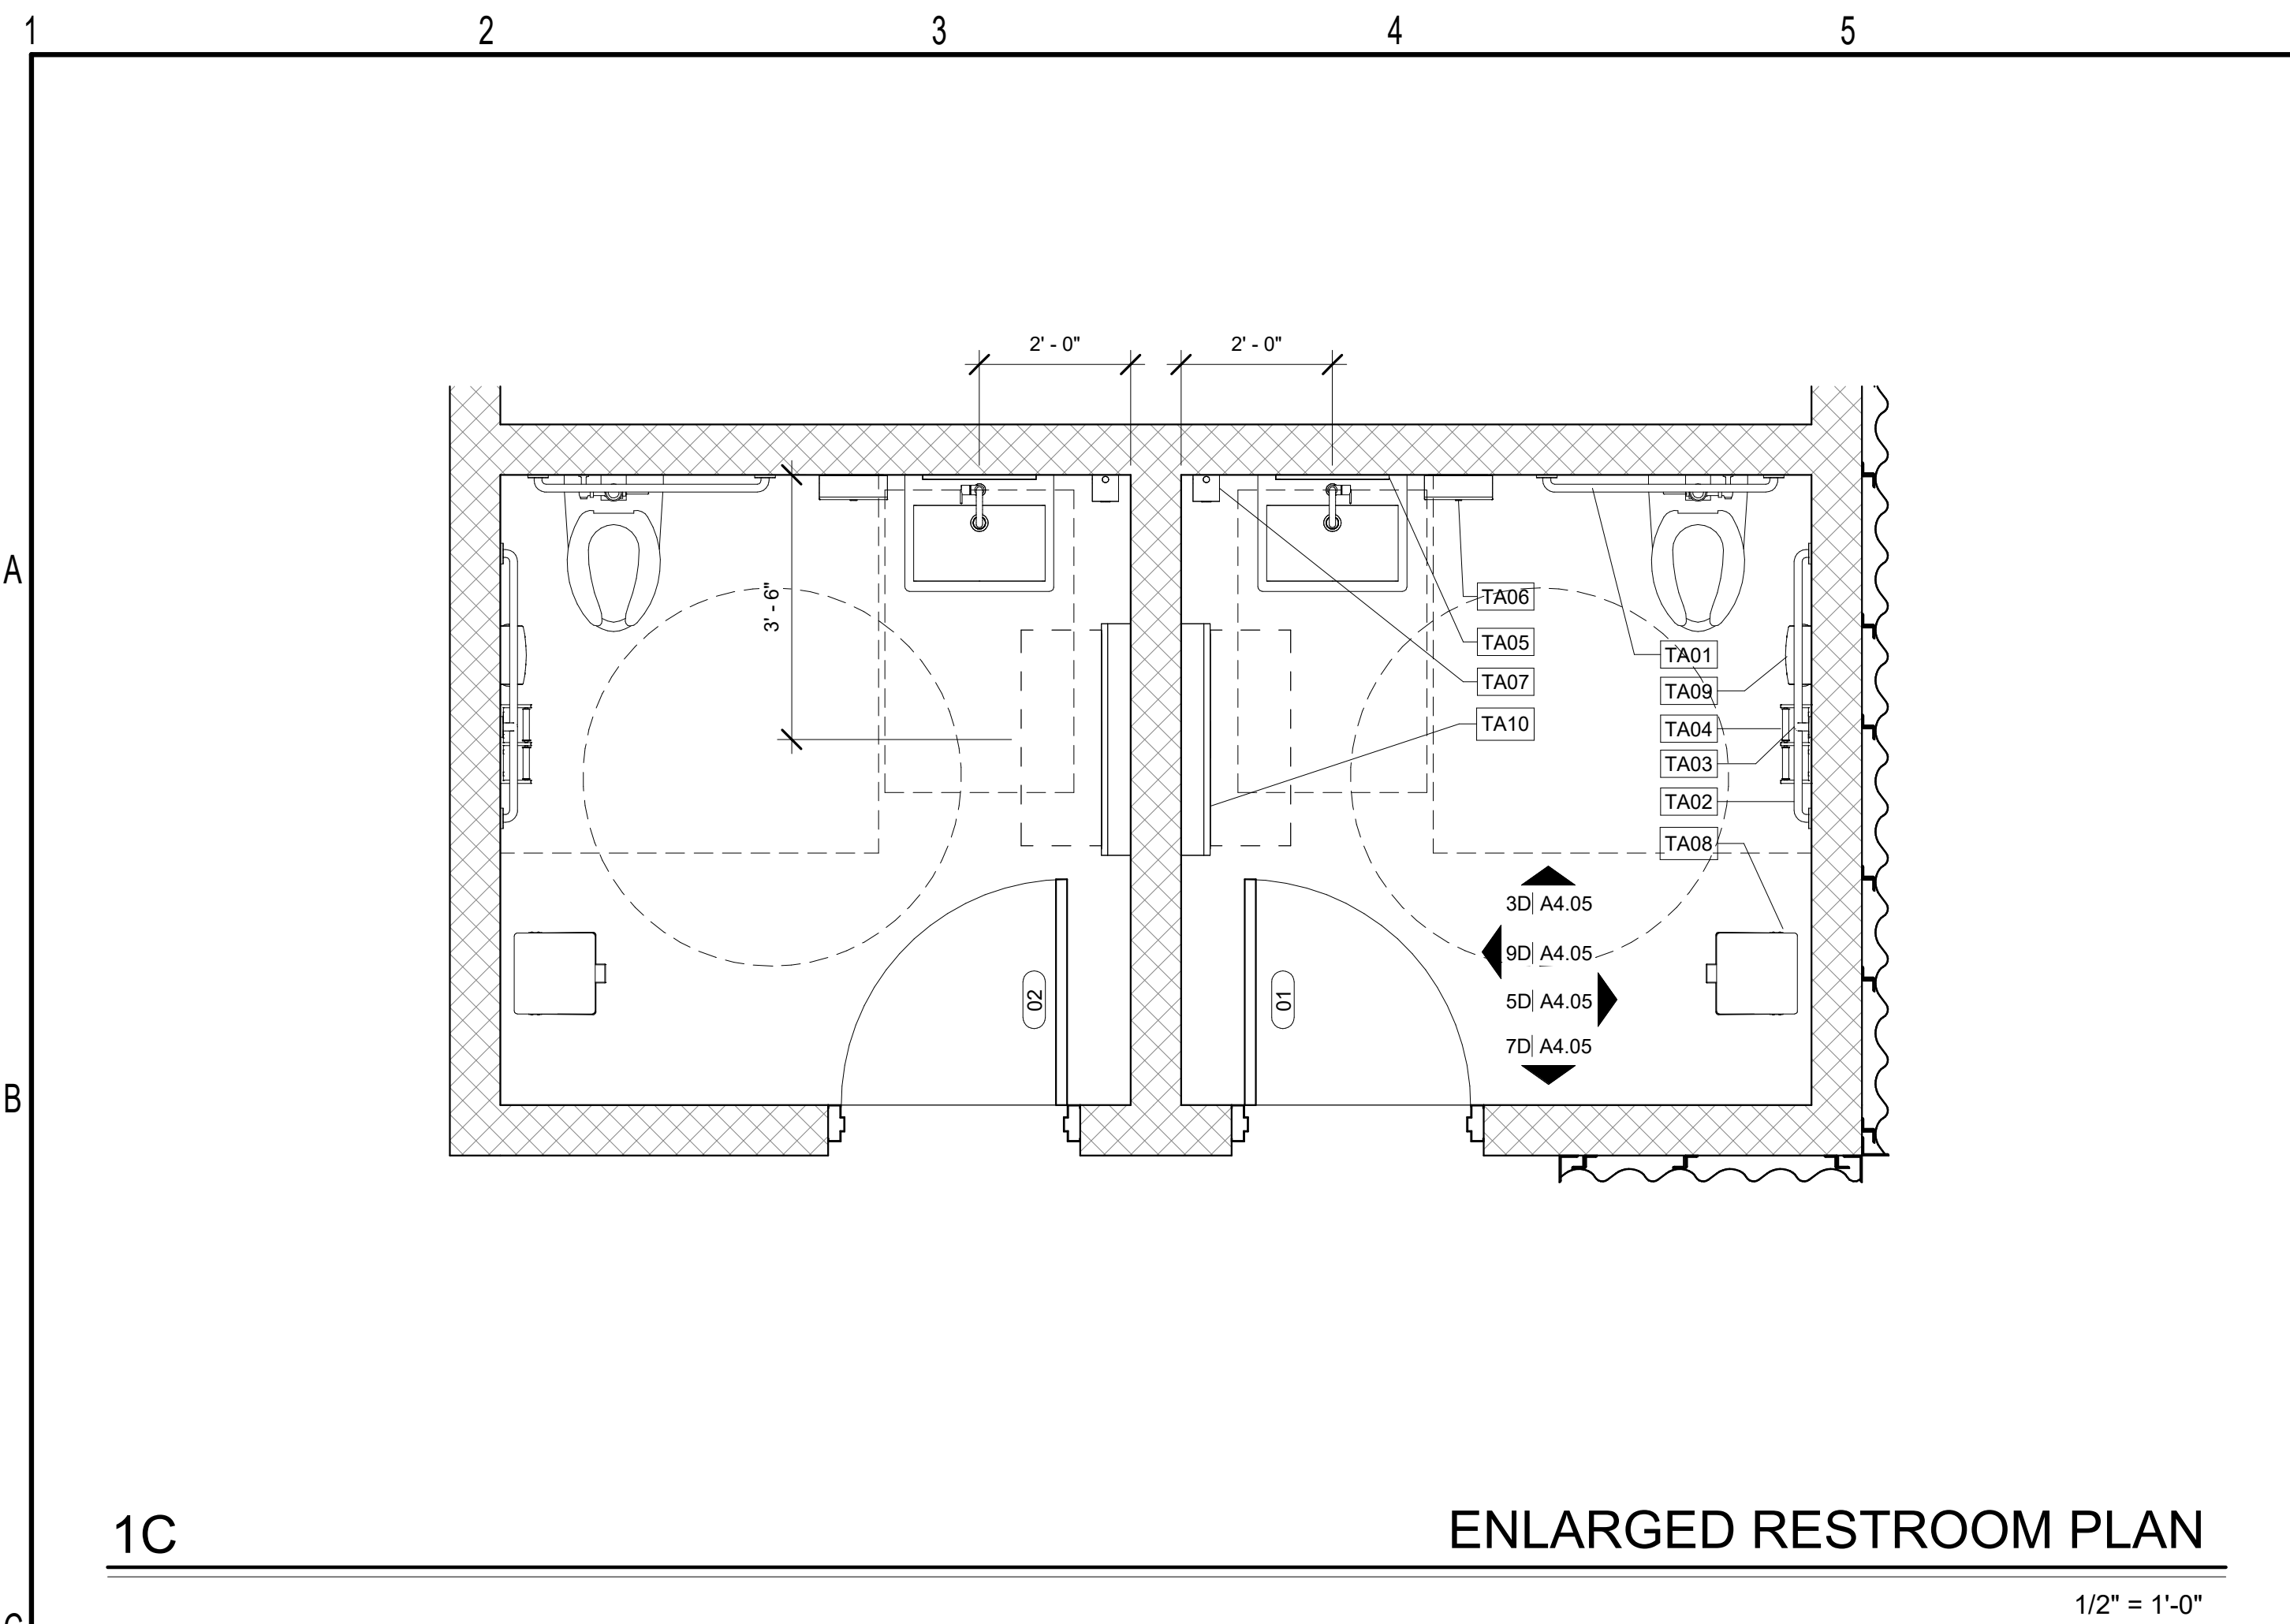 1 2 3 4 5
2' - 0" 2' - 0"
A
3' - 6"
TA06
TA05
TA01
TA07
TA09
TA10
TA04
TA03
TA02
TA08
3D A4.05
9D A4.05
02
01
5D A4.05
7D A4.05
B
1C
ENLARGED RESTROOM PLAN
1/2" = 1'-0"